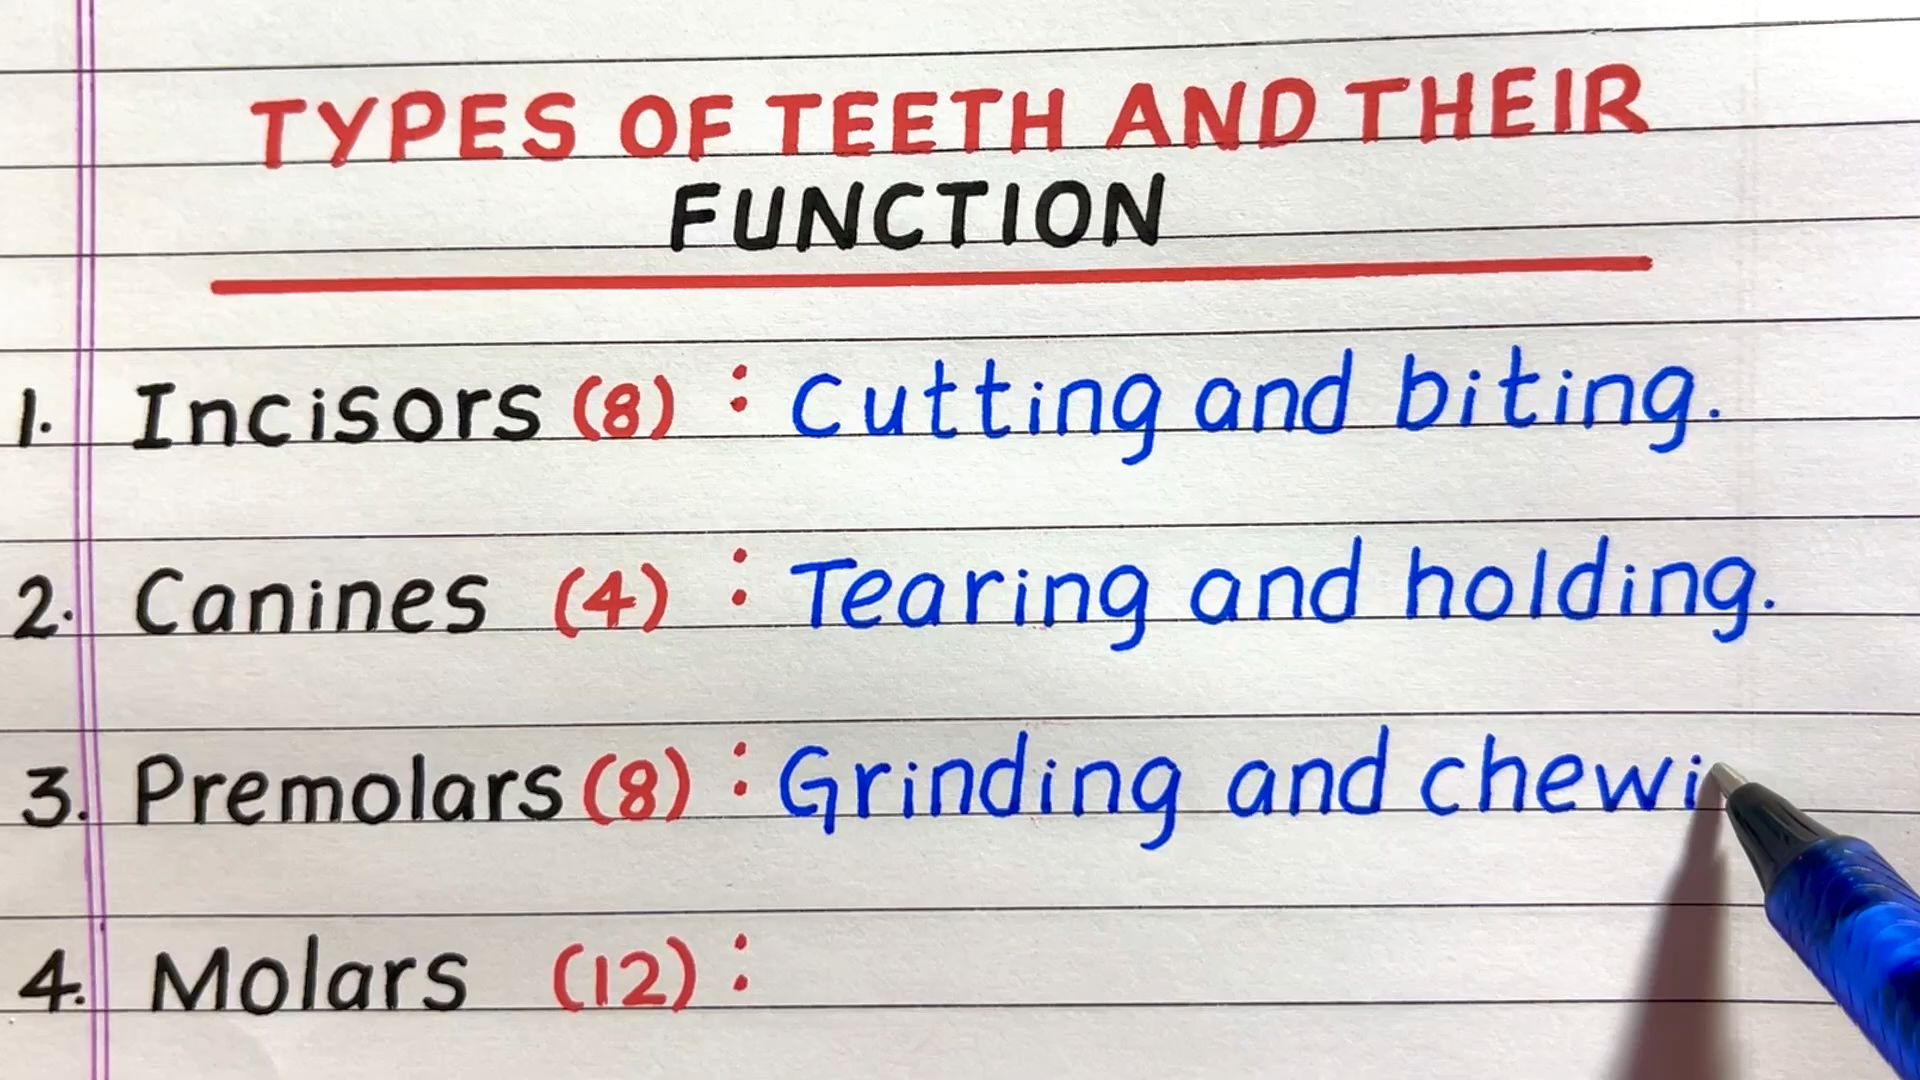 TYPES OF TEETH AND THEIR
FUNCTION
1. Incisors (8) : Cutting and biting.
2. Canines (4) : Tearing and holding.
3. Premolars (8) : Grinding and chewi
4. Molars (12) :